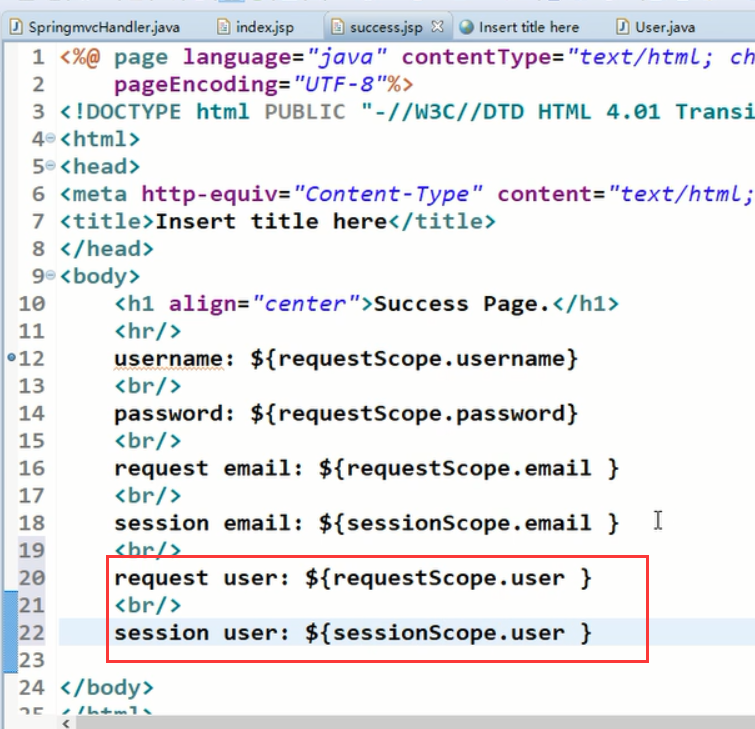 SpringmvcHandler.java index.jsp success.jsp Insert title here User.java
1 <%@ page language="java" contentType="text/html; ch
2 pageEncoding="UTF-8"%>
3 <!DOCTYPE html PUBLIC "-//W3C//DTD HTML 4.01 Transi
4 <html>
5 <head>
6 <meta http-equiv="Content-Type" content="text/html;
7 <title>Insert title here</title>
8 </head>
9 <body>
10 <h1 align="center">Success Page.</h1>
11 <hr/>
12 username: ${requestScope.username}
13 <br/>
14 password: ${requestScope.password}
15 <br/>
16 request email: ${requestScope.email }
17 <br/>
18 session email: ${sessionScope.email }
19 <br/>
20 request user: ${requestScope.user }
21 <br/>
22 session user: ${sessionScope.user }
23
24 </body>
25 </html>